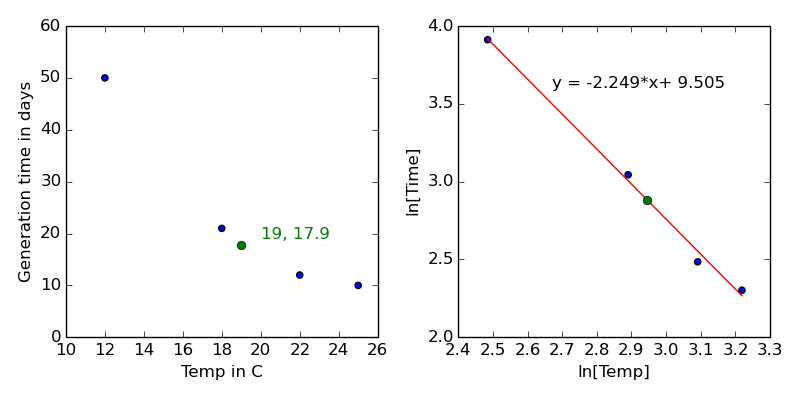 60
50
40
30
20
10
0
10 12 14 16 18 20 22 24 26
Generation time in days
Temp in C
19, 17.9
4.0
3.5
3.0
2.5
2.0
2.4 2.5 2.6 2.7 2.8 2.9 3.0 3.1 3.2 3.3
ln[Time]
ln[Temp]
y = -2.249*x+ 9.505